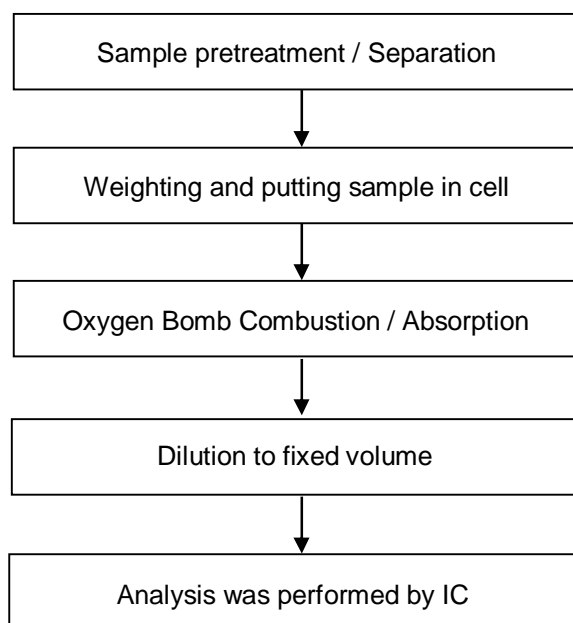 Sample pretreatment / Separation
Weighting and putting sample in cell
Oxygen Bomb Combustion / Absorption
Dilution to fixed volume
Analysis was performed by IC